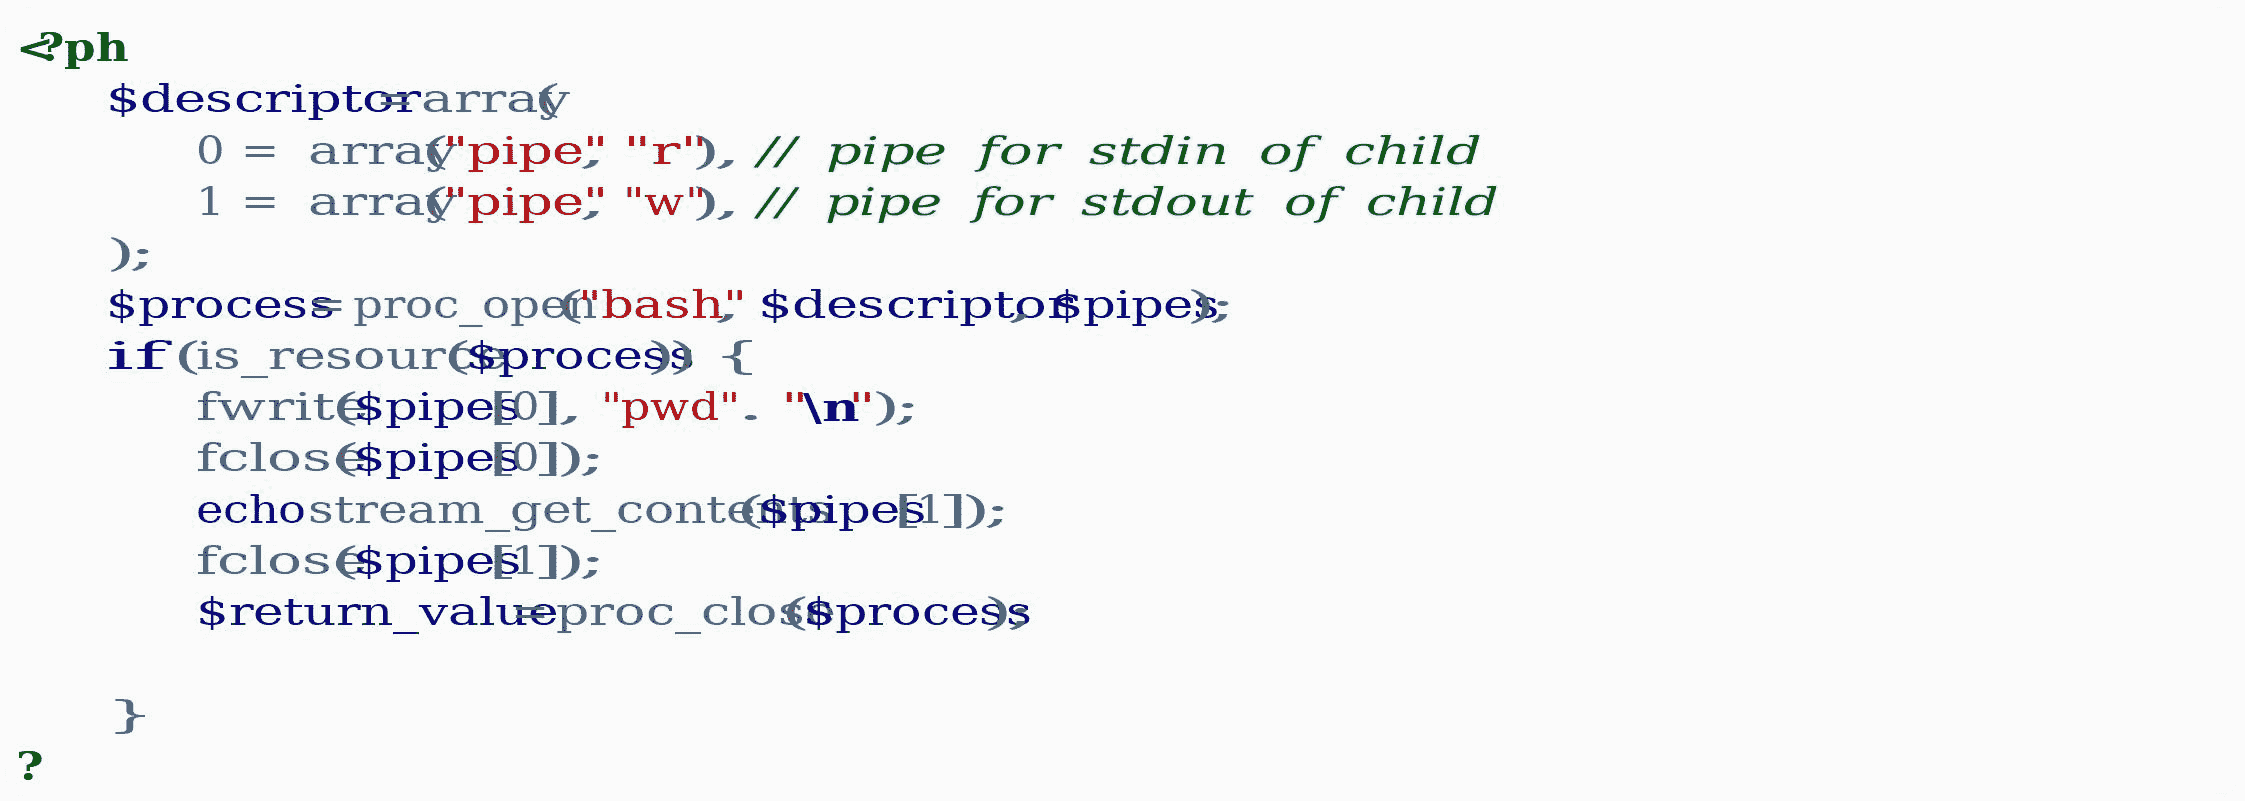 <?ph
$descriptor=array(
0 = array("pipe", "r"), // pipe for stdin of child
1 = array("pipe", "w"), // pipe for stdout of child
);
$process=proc_open("bash", $descriptor,$pipes);
if(is_resource($process)) {
fwrite($pipes[0], "pwd". "\n");
fclose($pipes[0]);
echo stream_get_contents($pipes[1]);
fclose($pipes[1]);
$return_value=proc_close($process);
}
?